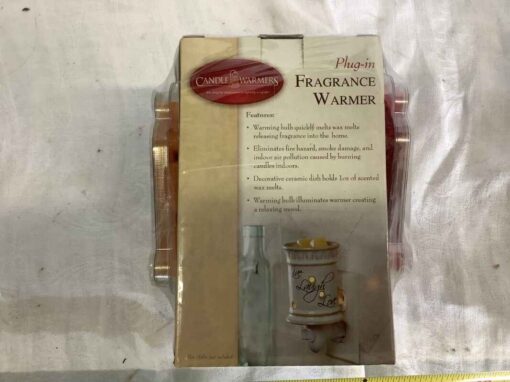 Plug-in
CANDLE WARMERS
FRAGRANCE
WARMER
Features:
• Warming bulb quickly melts wax melts
releasing fragrance into the home.
• Eliminates fire hazard, smoke damage, and
indoor air pollution caused by burning
candles indoors.
• Decorative ceramic dish holds 1oz of scented
wax melts.
• Warming bulb illuminates warmer creating
a relaxing mood.
Live
Laugh
Love